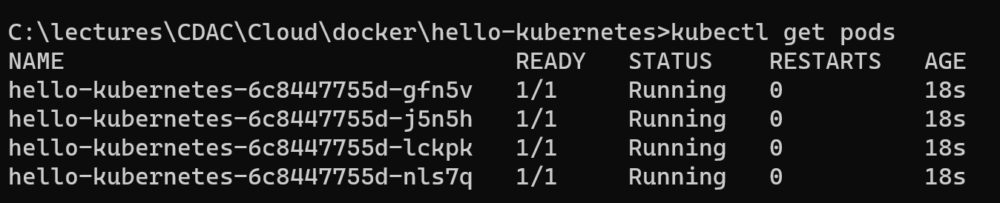 C:\lectures\CDAC\Cloud\docker\hello-kubernetes>kubectl get pods
NAME                                READY   STATUS    RESTARTS   AGE
hello-kubernetes-6c8447755d-gfn5v   1/1     Running   0          18s
hello-kubernetes-6c8447755d-j5n5h   1/1     Running   0          18s
hello-kubernetes-6c8447755d-lckpk   1/1     Running   0          18s
hello-kubernetes-6c8447755d-nls7q   1/1     Running   0          18s